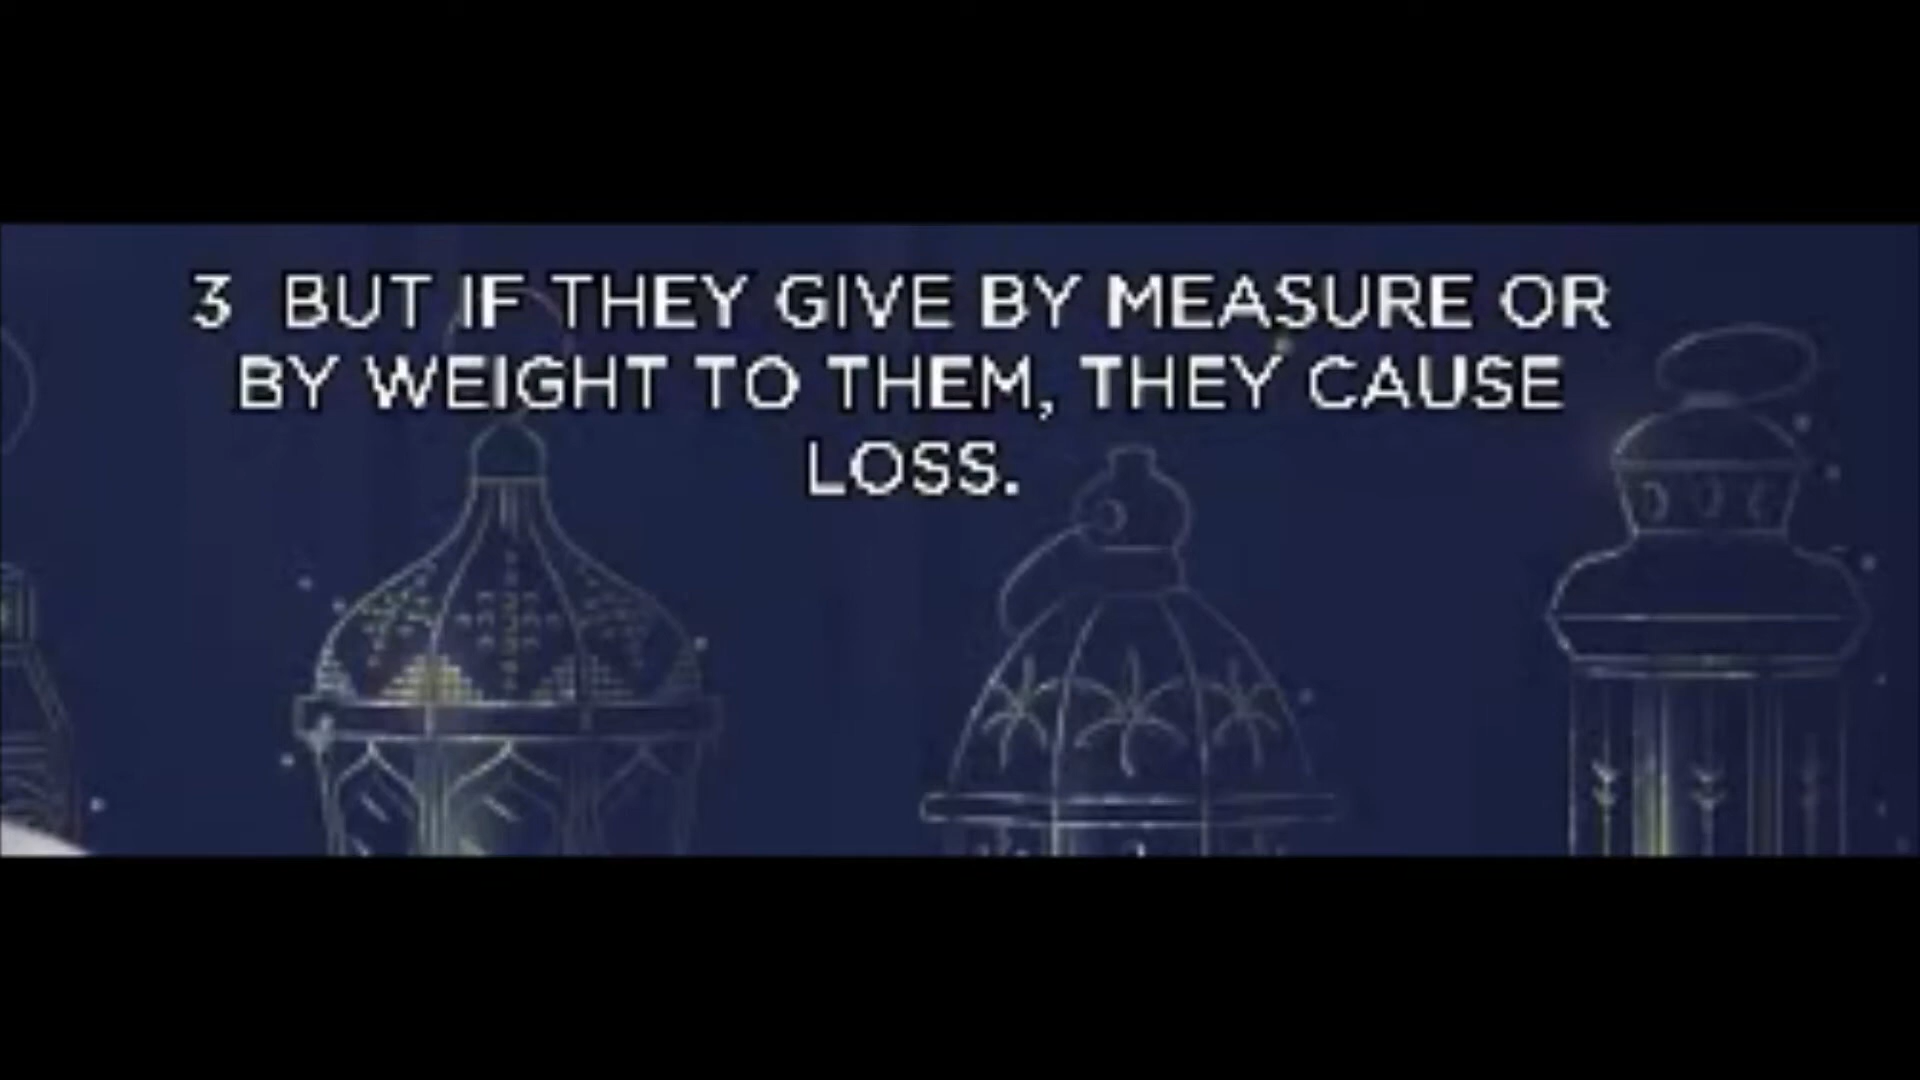 3 BUT IF THEY GIVE BY MEASURE OR
BY WEIGHT TO THEM, THEY CAUSE
LOSS.